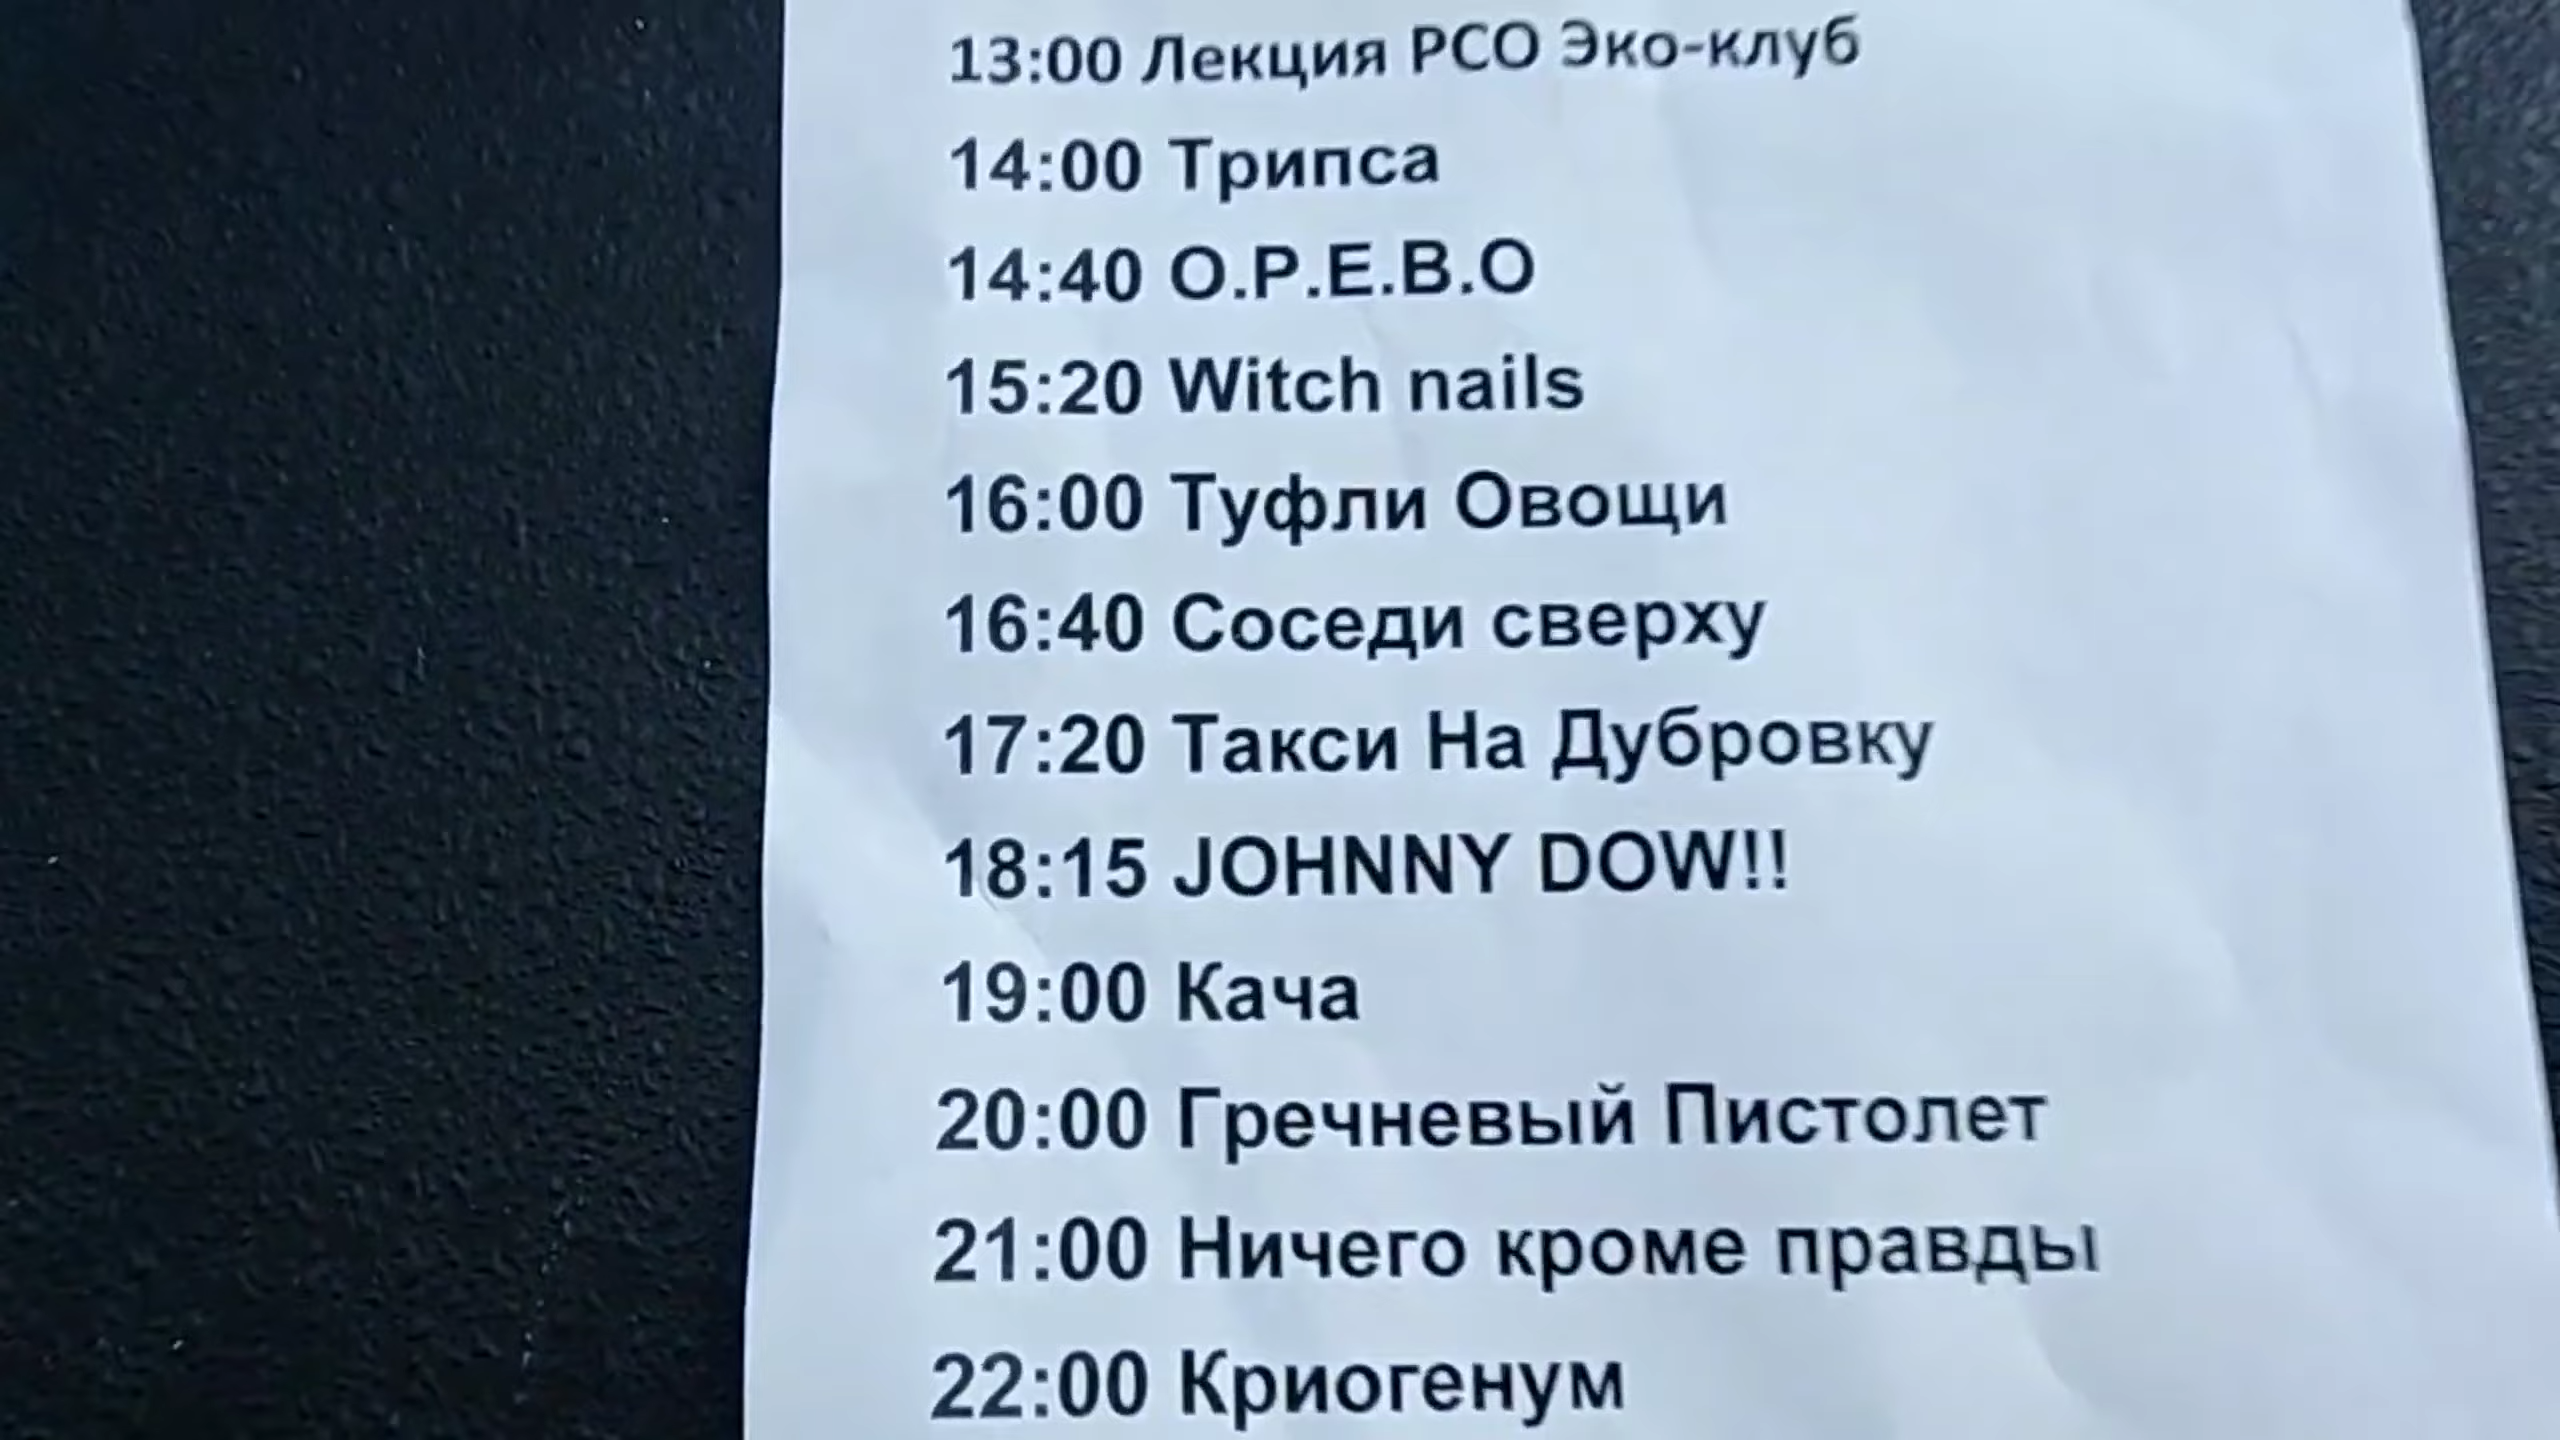 13:00 Лекция РСО Эко-клуб
14:00 Трипса
14:40 О.Р.Е.В.О
15:20 Witch nails
16:00 Туфли Овощи
16:40 Соседи сверху
17:20 Такси На Дубровку
18:15 JOHNNY DOW!!
19:00 Кача
20:00 Гречневый Пистолет
21:00 Ничего кроме правды
22:00 Криогенум